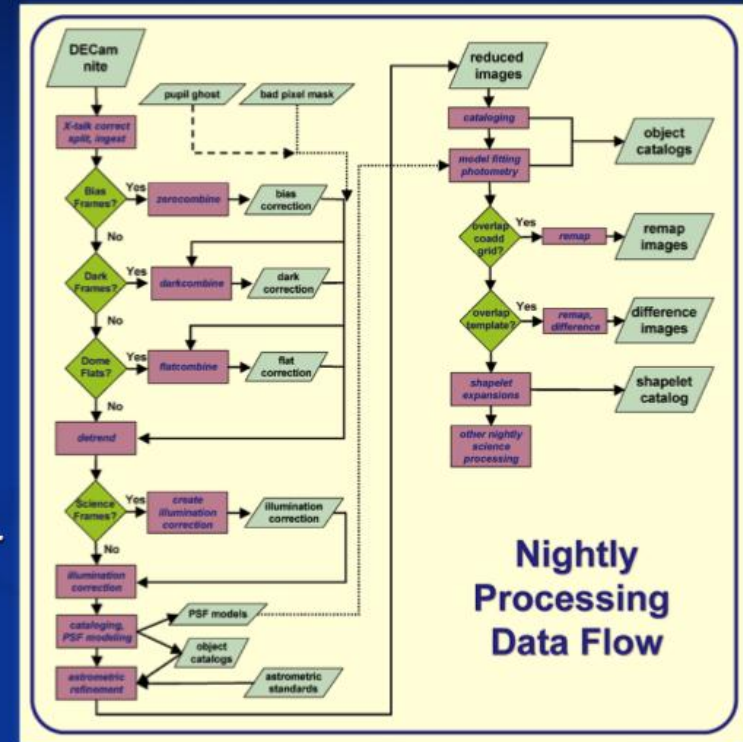 DECam
nite
pupil ghost
bad pixel mask
X-talk correct
split, ingest
Bias
Frames?
Yes
zerocombine
bias
correction
No
Dark
Frames?
Yes
darkcombine
dark
correction
No
Dome
Flats?
Yes
flatcombine
flat
correction
No
detrend
Science
Frames?
Yes
create
illumination
correction
illumination
correction
No
illumination
correction
cataloging,
PSF modeling
PSF models
object
catalogs
astrometric
refinement
astrometric
standards
reduced
images
cataloging
model fitting
photometry
object
catalogs
overlap
coadd
grid?
Yes
remap
remap
images
overlap
template?
Yes
remap,
difference
difference
images
shapelet
expansions
shapelet
catalog
other nightly
science
processing
Nightly
Processing
Data Flow